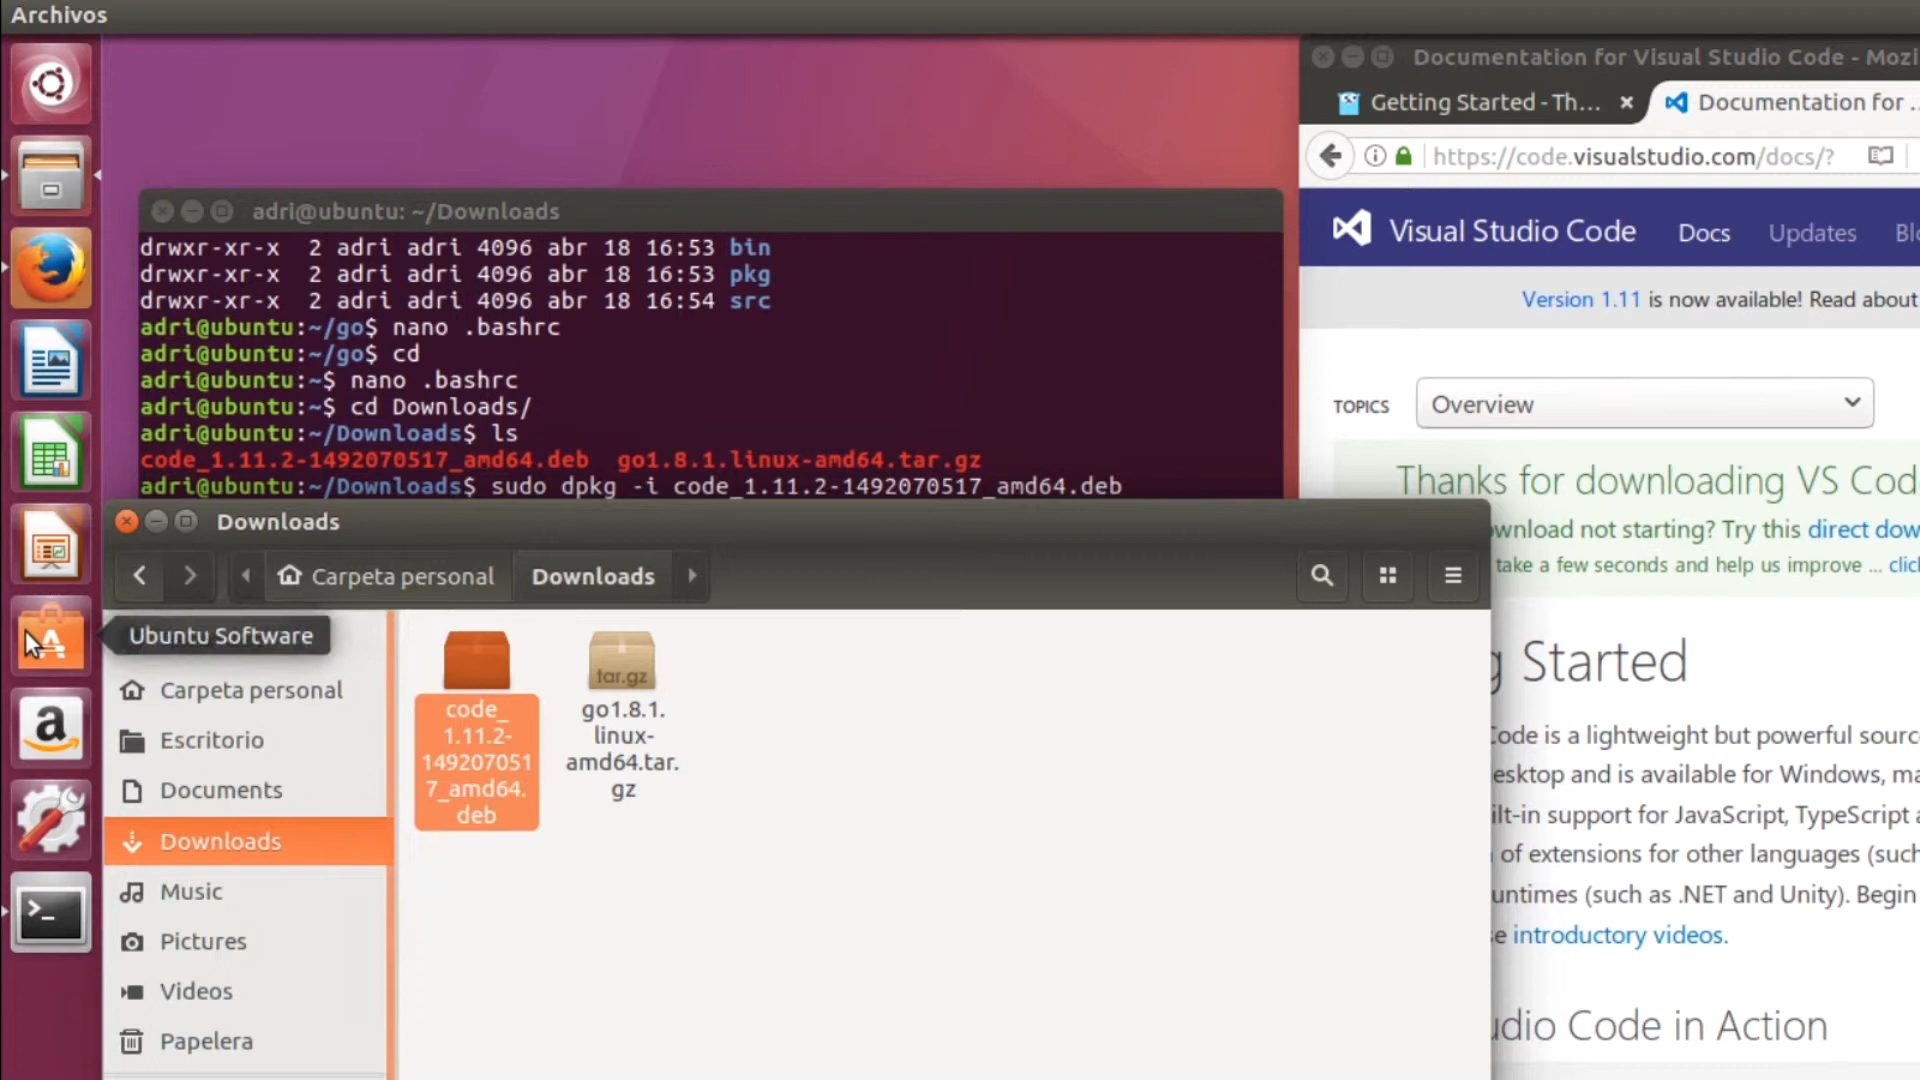 Archivos
Documentation for Visual Studio Code - Mozi
Getting Started - Th...
Documentation for
https://code.visualstudio.com/docs/?
adri@ubuntu: ~/Downloads
drwxr-xr-x 2 adri adri 4096 abr 18 16:53 bin
drwxr-xr-x 2 adri adri 4096 abr 18 16:53 pkg
drwxr-xr-x 2 adri adri 4096 abr 18 16:54 src
adri@ubuntu:~/go$ nano .bashrc
adri@ubuntu:~/go$ cd
adri@ubuntu:~$ nano .bashrc
adri@ubuntu:~$ cd Downloads/
adri@ubuntu:~/Downloads$ ls
code_1.11.2-1492070517_amd64.deb go1.8.1.linux-amd64.tar.gz
adri@ubuntu:~/Downloads$ sudo dpkg -i code_1.11.2-1492070517_amd64.deb
Visual Studio Code Docs Updates Blo
Version 1.11 is now available! Read about
TOPICS Overview
Thanks for downloading VS Cod
ownload not starting? Try this direct dow
take a few seconds and help us improve ... clic
g Started
Code is a lightweight but powerful sourc
esktop and is available for Windows, ma
ilt-in support for JavaScript, TypeScript a
of extensions for other languages (such
untimes (such as .NET and Unity). Begin
e introductory videos.
udio Code in Action
Downloads
Carpeta personal
Downloads
Ubuntu Software
Carpeta personal
Escritorio
Documents
Downloads
Music
Pictures
Videos
Papelera
code_
1.11.2-
149207051
7_amd64.
deb
tar.gz
go1.8.1.
linux-
amd64.tar.
gz